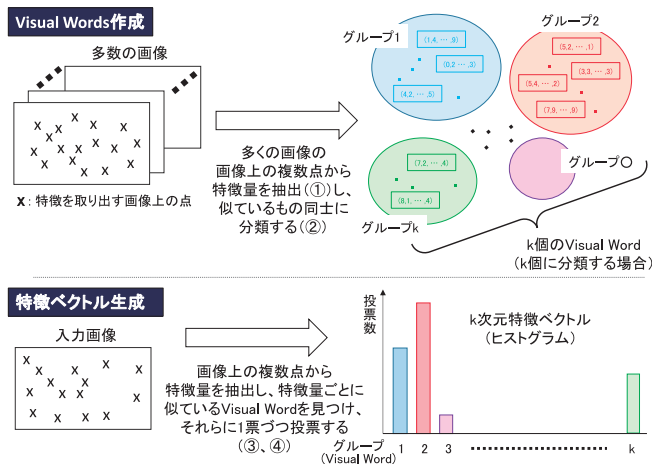 Visual Words作成
多数の画像
x：特徴を取り出す画像上の点
多くの画像の
画像上の複数点から
特徴量を抽出(①)し、
似ているもの同士に
分類する(②)
グループ1
(1,4, … ,9)
(0,2, … ,3)
(4,2, … ,5)
グループ2
(5,2, … ,1)
(3,3, … ,3)
(5,4, … ,2)
(7,9, … ,9)
(7,2, … ,4)
(8,1, … ,4)
グループk
グループ○
k個のVisual Word
(k個に分類する場合)
特徴ベクトル生成
入力画像
画像上の複数点から
特徴量を抽出し、特徴量ごとに
似ているVisual Wordを見つけ、
それらに1票づつ投票する
(③、④)
投票数
k次元特徴ベクトル
(ヒストグラム)
グループ
(Visual Word)
1 2 3 k